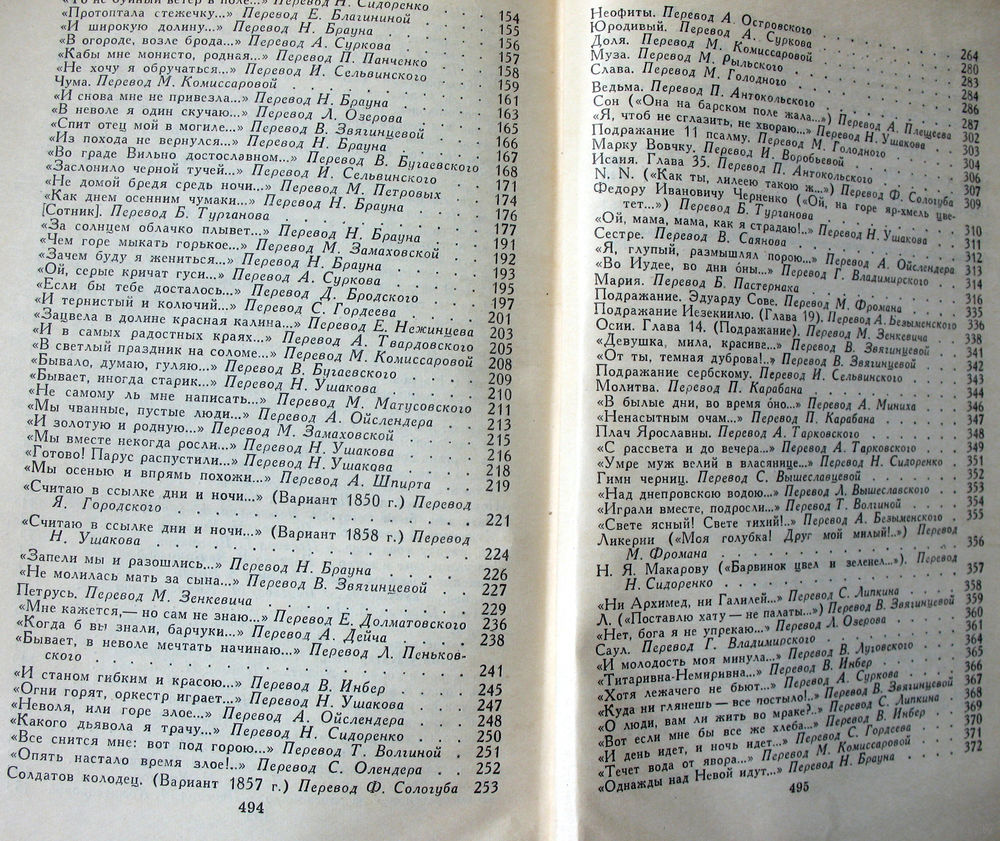 «То не буйный ветер в поле...» Перевод Н. Сидоренко 154
«Протоптала стежечку...» Перевод Е. Благининой 155
«И широкую долину...» Перевод Н. Брауна 156
«В огороде, возле брода...» Перевод А. Суркова 157
«Кабы мне монисто, родная...» Перевод П. Панченко 158
«Не хочу я обручаться...» Перевод И. Сельвинского 159
Чума. Перевод М. Комиссаровой 161
«И снова мне не привезла...» Перевод Н. Брауна 163
«В неволе я один скучаю...» Перевод Л. Озерова 165
«Спит отец мой в могиле...» Перевод В. Звягинцевой 166
«Из похода не вернулся...» Перевод Н. Брауна 167
«Во граде Вильно достославном...» Перевод В. Бугаевского 168
«Заслонило черной тучей...» Перевод И. Сельвинского 171
«Не домой бредя средь ночи...» Перевод М. Петровых 174
«Как днем осенним чумаки...» Перевод Н. Брауна 176
[Сотник]. Перевод Б. Турганова 177
«За солнцем облачко плывет...» Перевод Н. Брауна 191
«Чем горе мыкать горькое...» Перевод М. Замаховской 192
«Зачем буду я жениться...» Перевод Н. Брауна 193
«Ой, серые кричат гуси...» Перевод А. Суркова 195
«Если бы тебе досталось...» Перевод Д. Бродского 197
«И тернистый и колючий...» Перевод С. Гордеева 201
«Зацвела в долине красная калина...» Перевод Е. Нежинцева 203
«И в самых радостных краях...» Перевод А. Твардовского 205
«В светлый праздник на соломе...» Перевод М. Комиссаровой 208
«Бывало, думаю, гуляю...» Перевод В. Бугаевского 209
«Бывает, иногда старик...» Перевод Н. Ушакова 210
«Не самому ль мне написать...» Перевод М. Матусовского 211
«Мы чванные, пустые люди...» Перевод А. Ойслендера 213
«И золотую и родную...» Перевод М. Замаховской 215
«Мы вместе некогда росли...» Перевод Н. Ушакова 216
«Готово! Парус распустили...» Перевод Н. Ушакова 218
«Мы осенью и впрямь похожи...» Перевод А. Шпирта 219
«Считаю в ссылке дни и ночи...» (Вариант 1850 г.) Перевод
Я. Городского 221
«Считаю в ссылке дни и ночи...» (Вариант 1858 г.) Перевод
Н. Ушакова 224
«Запели мы и разошлись...» Перевод Н. Брауна 226
«Не молилась мать за сына...» Перевод В. Звягинцевой 227
Петрусь. Перевод М. Зенкевича 229
«Мне кажется,— но сам не знаю...» Перевод Е. Долматовского 236
«Когда б вы знали, барчуки...» Перевод А. Дейча 238
«Бывает, в неволе мечтать начинаю...» Перевод Л. Пеньков-
ского 241
«И станом гибким и красою...» Перевод В. Инбер 245
«Огни горят, оркестр играет...» Перевод Н. Ушакова 247
«Неволя, или горе злое...» Перевод А. Ойслендера 248
«Какого дьявола я трачу...» Перевод Н. Сидоренко 250
«Все снится мне: вот под горою...» Перевод Т. Волгиной 251
«Опять настало время злое!..» Перевод С. Олендера 252
Солдатов колодец. (Вариант 1857 г.) Перевод Ф. Сологуба 253
494
Неофиты. Перевод А. Островского 264
Юродивый. Перевод А. Суркова 280
Доля. Перевод М. Комиссаровой 283
Муза. Перевод М. Рыльского 284
Слава. Перевод М. Голодного 286
Ведьма. Перевод П. Антокольского 287
Сон («Она на барском поле жала...») Перевод А. Плещеева 302
«Я, чтоб не сглазить, не хвораю...» Перевод Н. Ушакова 303
Подражание 11 псалму. Перевод М. Голодного 304
Марку Вовчку. Перевод И. Воробьевой 306
Исаия. Глава 35. Перевод П. Антокольского 307
N. N. («Как ты, лилеею такою ж...») Перевод Ф. Сологуба 309
Федору Ивановичу Черненко («Ой, на горе яр-хмель цве-
тет...») Перевод Б. Турганова 310
«Ой, мама, мама, как я страдаю!..» Перевод Н. Ушакова 311
Сестре. Перевод В. Саянова 312
«Я, глупый, размышлял порою...» Перевод А. Ойслендера 313
«Во Иудее, во дни о́ны...» Перевод Г. Владимирского 314
Мария. Перевод Б. Пастернака 316
Подражание. Эдуарду Сове. Перевод М. Фромана 335
Подражание Иезекиилю. (Глава 19). Перевод А. Безыменского 336
Осии. Глава 14. (Подражание). Перевод М. Зенкевича 338
«Девушка, мила, красиве...» Перевод В. Звягинцевой 341
«От ты, темная дуброва!..» Перевод В. Звягинцевой 342
Подражание сербскому. Перевод И. Сельвинского 343
Молитва. Перевод П. Карабана 344
«В былые дни, во время о́но...» Перевод А. Миниха 346
«Ненасытным очам...» Перевод П. Карабана 347
Плач Ярославны. Перевод А. Тарковского 348
«С рассвета и до вечера...» Перевод А. Тарковского 349
«Умре муж велий в власянице...» Перевод Н. Сидоренко 351
Гимн черниц. Перевод С. Вышеславцевой 352
«Над днепровскою водою...» Перевод Л. Вышеславского 353
«Играли вместе, подросли...» Перевод Т. Волгиной 354
«Свете ясный! Свете тихий!..» Перевод А. Безыменского 355
Ликерии («Моя голубка! Друг мой милый!..») Перевод
М. Фромана 356
Н. Я. Макарову («Барвинок цвел и зеленел...»). Перевод
Н. Сидоренко 357
«Ни Архимед, ни Галилей...» Перевод С. Липкина 358
Л. («Поставлю хату — не палаты...») Перевод В. Звягинцевой 359
«Нет, бога я не упрекаю...» Перевод Л. Озерова 360
Саул. Перевод Г. Владимирского 361
«И молодость моя минула...» Перевод В. Луговского 365
«Титаривна-Немиривна...» Перевод В. Инбер 366
«Хотя лежачего не бьют...» Перевод А. Суркова 366
«Куда ни глянешь — все постыло!..» Перевод В. Звягинцевой 367
«О люди, вам ли жить во мраке?..» Перевод С. Липкина 368
«Вот если мне бы все же хлеба...» Перевод В. Инбер 369
«И день идет, и ночь идет...» Перевод С. Гордеева 370
«Течет вода от явора...» Перевод М. Комиссаровой 371
«Однажды над Невой идут...» Перевод Н. Брауна 372
495